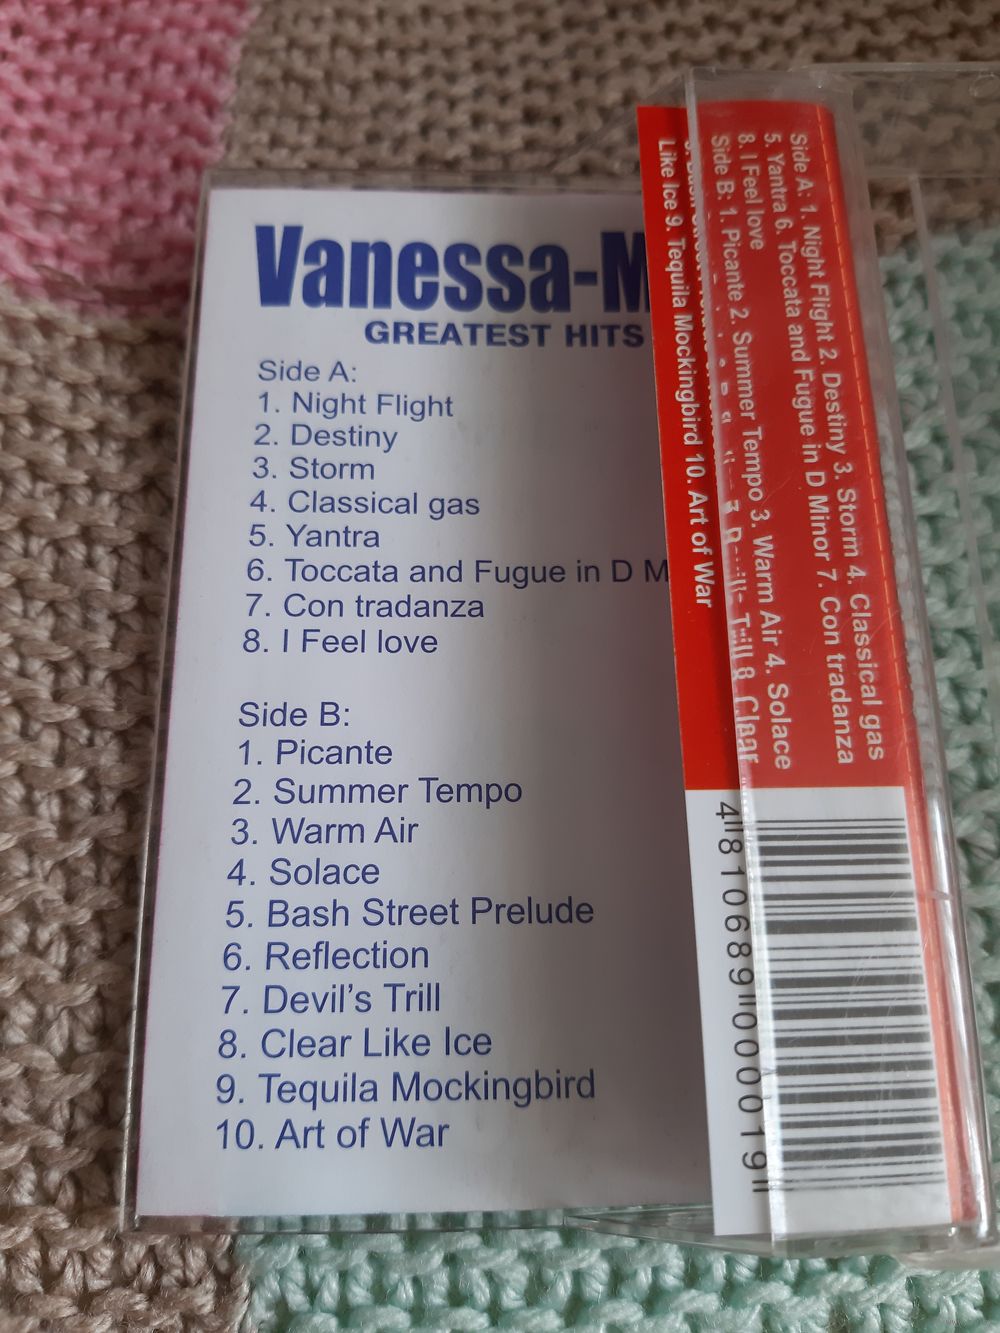 Vanessa-M
GREATEST HITS
Side A:
1. Night Flight
2. Destiny
3. Storm
4. Classical gas
5. Yantra
6. Toccata and Fugue in D M
7. Con tradanza
8. I Feel love
Side B:
1. Picante
2. Summer Tempo
3. Warm Air
4. Solace
5. Bash Street Prelude
6. Reflection
7. Devil's Trill
8. Clear Like Ice
9. Tequila Mockingbird
10. Art of War
Side A: 1. Night Flight 2. Destiny 3. Storm 4. Classical gas
5. Yantra 6. Toccata and Fugue in D Minor 7. Con tradanza
8. I Feel love
Side B: 1. Picante 2. Summer Tempo 3. Warm Air 4. Solace
Trill 8. Clear
Like Ice 9. Tequila Mockingbird 10. Art of War
4 810689 000019